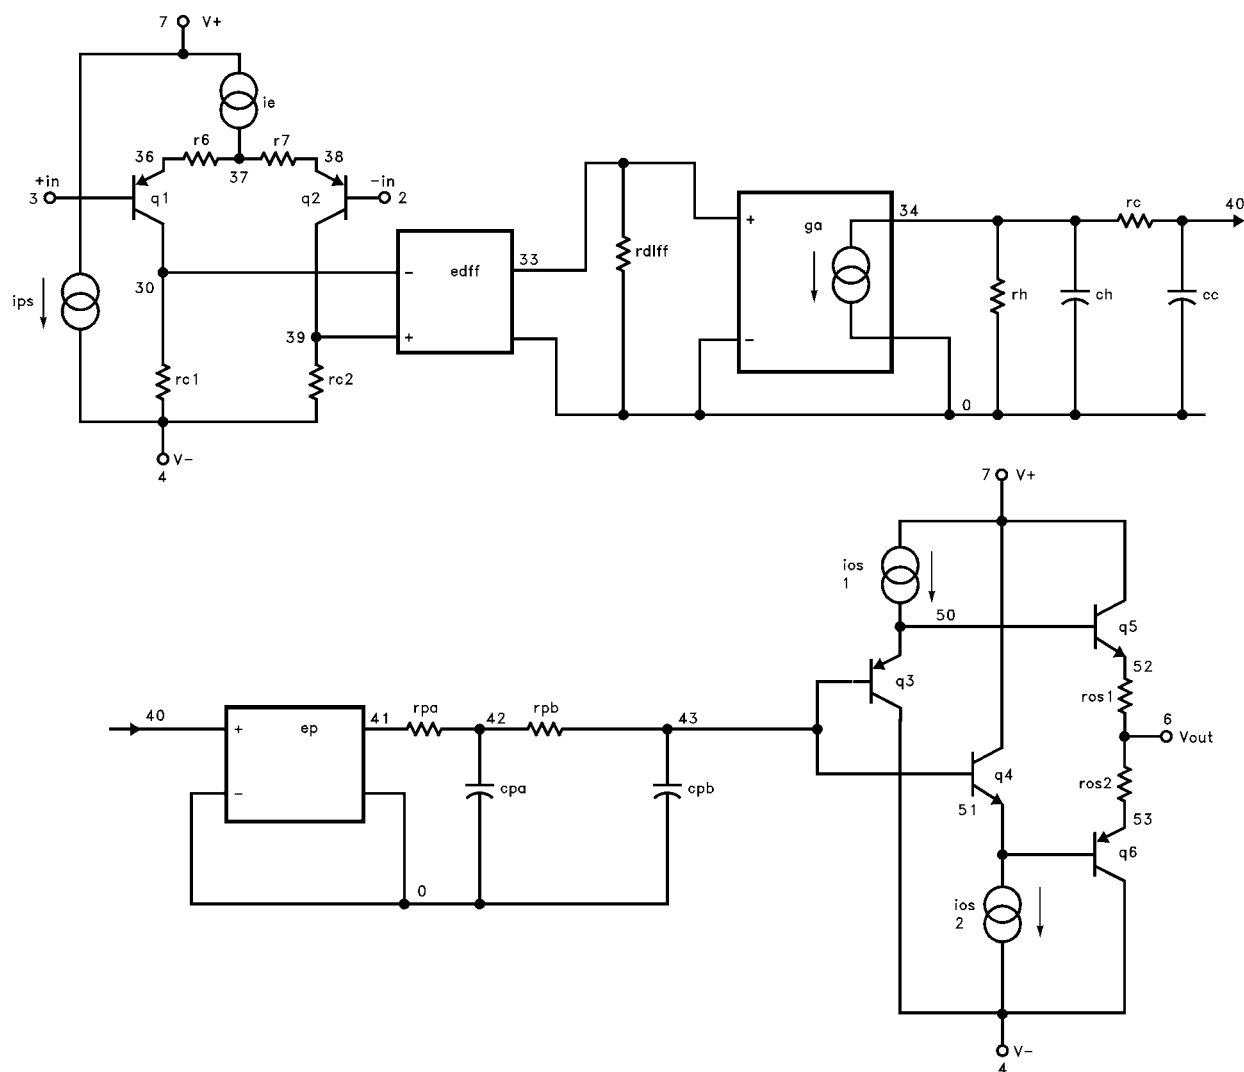 7 V+
ie
r6 r7
36 38
37
+in -in
3 q1 q2 2
34 rc 40
ga
+
rdiff
33
edff
-
30
ips
rh ch cc
39 +
-
rc1 rc2
0
V-
4
7 V+
ios
1
50
q5
52
q3
ros1
40 41 rpa 42 rpb 43
6
Vout
+ ep
-
cpa cpb
q4
ros2
51
53
q6
0
ios
2
V-
4